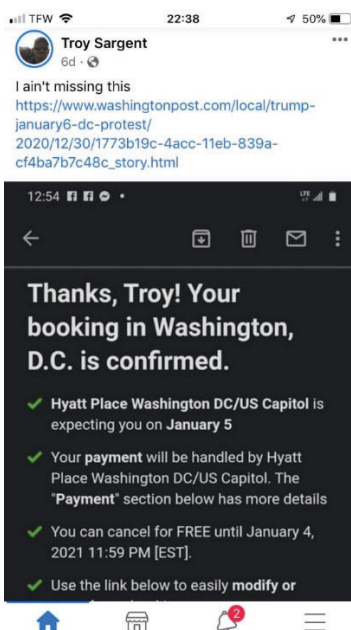 TFW 22:38 50%
Troy Sargent
6d ·
I ain't missing this
https://www.washingtonpost.com/local/trump-
january6-dc-protest/
2020/12/30/1773b19c-4acc-11eb-839a-
cf4ba7b7c48c_story.html
12:54 LTE
Thanks, Troy! Your
booking in Washington,
D.C. is confirmed.
Hyatt Place Washington DC/US Capitol is
expecting you on January 5
Your payment will be handled by Hyatt
Place Washington DC/US Capitol. The
"Payment" section below has more details
You can cancel for FREE until January 4,
2021 11:59 PM [EST].
Use the link below to easily modify or
2